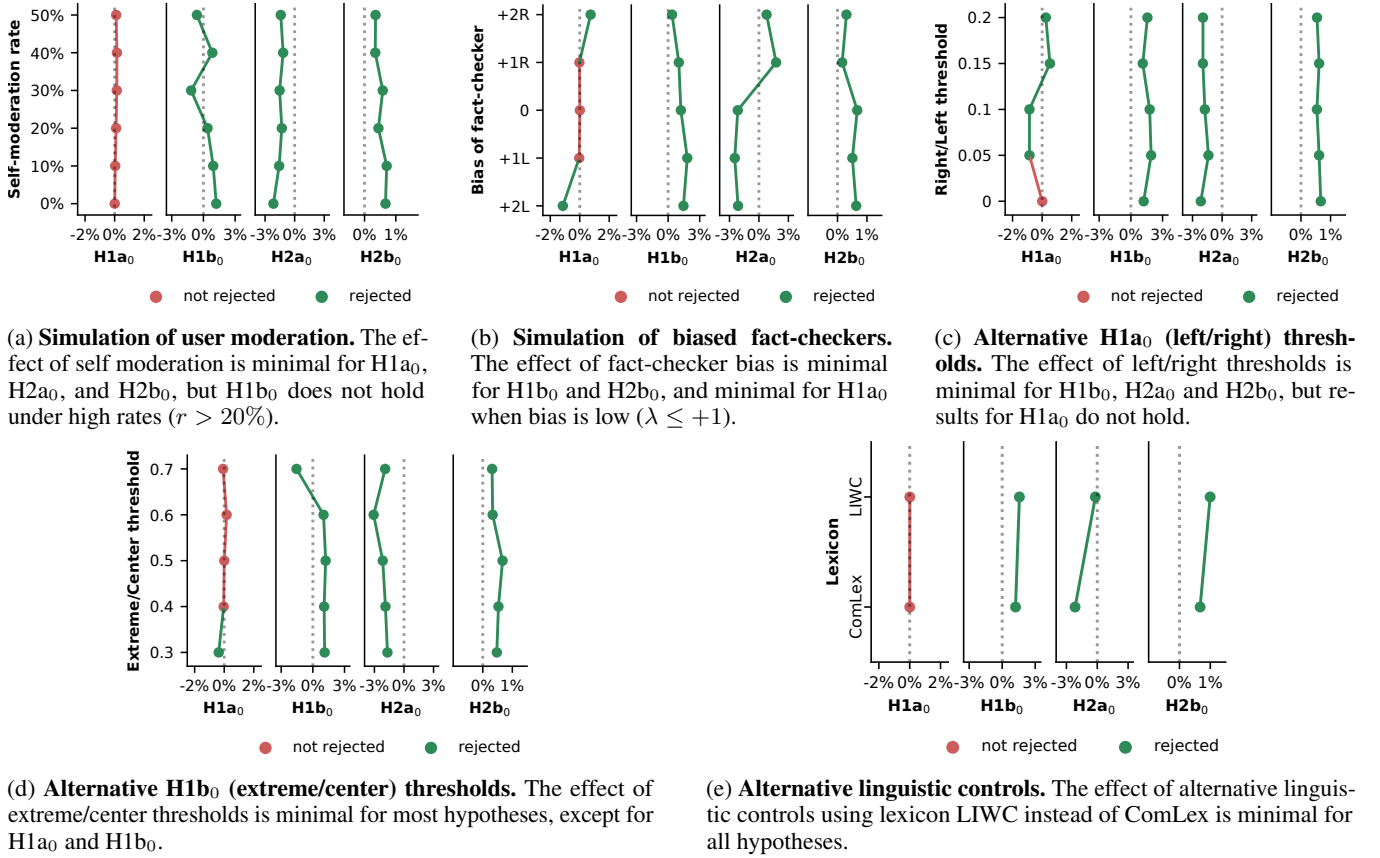 Self-moderation rate
50%
40%
30%
20%
10%
0%
-2% 0% 2%
H1a₀
-3% 0% 3%
H1b₀
-3% 0% 3%
H2a₀
0% 1%
H2b₀
not rejected rejected
(a) Simulation of user moderation. The ef-
fect of self moderation is minimal for H1a₀,
H2a₀, and H2b₀, but H1b₀ does not hold
under high rates (r > 20%).
Bias of fact-checker
+2R
+1R
0
+1L
+2L
-2% 0% 2%
H1a₀
-3% 0% 3%
H1b₀
-3% 0% 3%
H2a₀
0% 1%
H2b₀
not rejected rejected
(b) Simulation of biased fact-checkers.
The effect of fact-checker bias is minimal
for H1b₀ and H2b₀, and minimal for H1a₀
when bias is low (λ ≤ +1).
Right/Left threshold
0.2
0.15
0.1
0.05
0
-2% 0% 2%
H1a₀
-3% 0% 3%
H1b₀
-3% 0% 3%
H2a₀
0% 1%
H2b₀
not rejected rejected
(c) Alternative H1a₀ (left/right) thresh-
olds. The effect of left/right thresholds is
minimal for H1b₀, H2a₀ and H2b₀, but re-
sults for H1a₀ do not hold.
Extreme/Center threshold
0.7
0.6
0.5
0.4
0.3
-2% 0% 2%
H1a₀
-3% 0% 3%
H1b₀
-3% 0% 3%
H2a₀
0% 1%
H2b₀
not rejected rejected
(d) Alternative H1b₀ (extreme/center) thresholds. The effect of
extreme/center thresholds is minimal for most hypotheses, except for
H1a₀ and H1b₀.
Lexicon
LIWC
ComLex
-2% 0% 2%
H1a₀
-3% 0% 3%
H1b₀
-3% 0% 3%
H2a₀
0% 1%
H2b₀
not rejected rejected
(e) Alternative linguistic controls. The effect of alternative linguis-
tic controls using lexicon LIWC instead of ComLex is minimal for
all hypotheses.